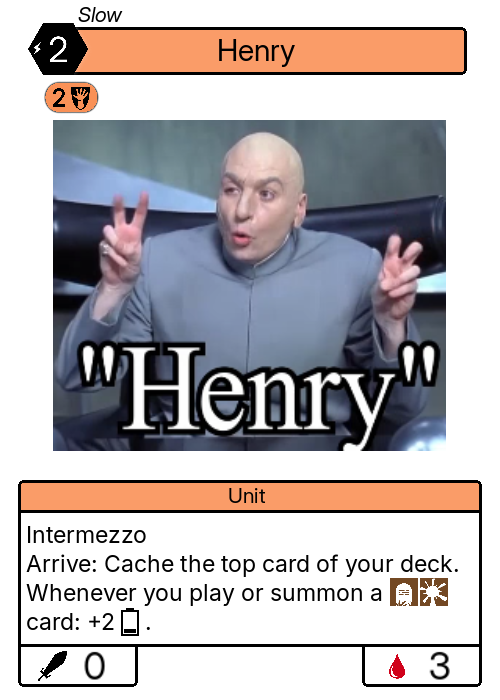 Slow
2
Henry
2
"Henry"
Unit
Intermezzo
Arrive: Cache the top card of your deck.
Whenever you play or summon a
card: +2 .
0
3